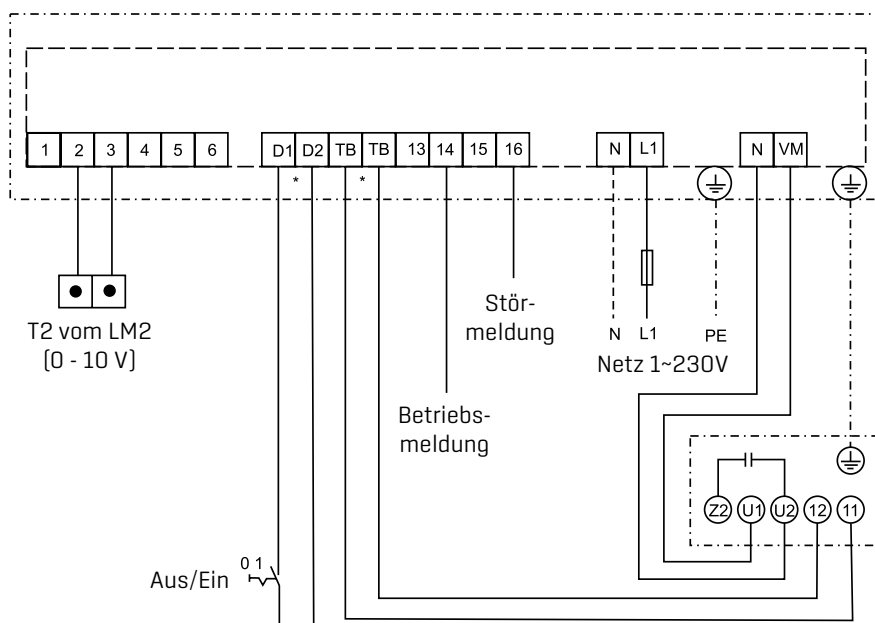 1 2 3 4 5 6 D1 D2 TB TB 13 14 15 16 N L1 N VM
* *
T2 vom LM2
(0 - 10 V)
Stör-
meldung
N L1 PE
Netz 1~230V
Betriebs-
meldung
Z2 U1 U2 12 11
0 1
Aus/Ein